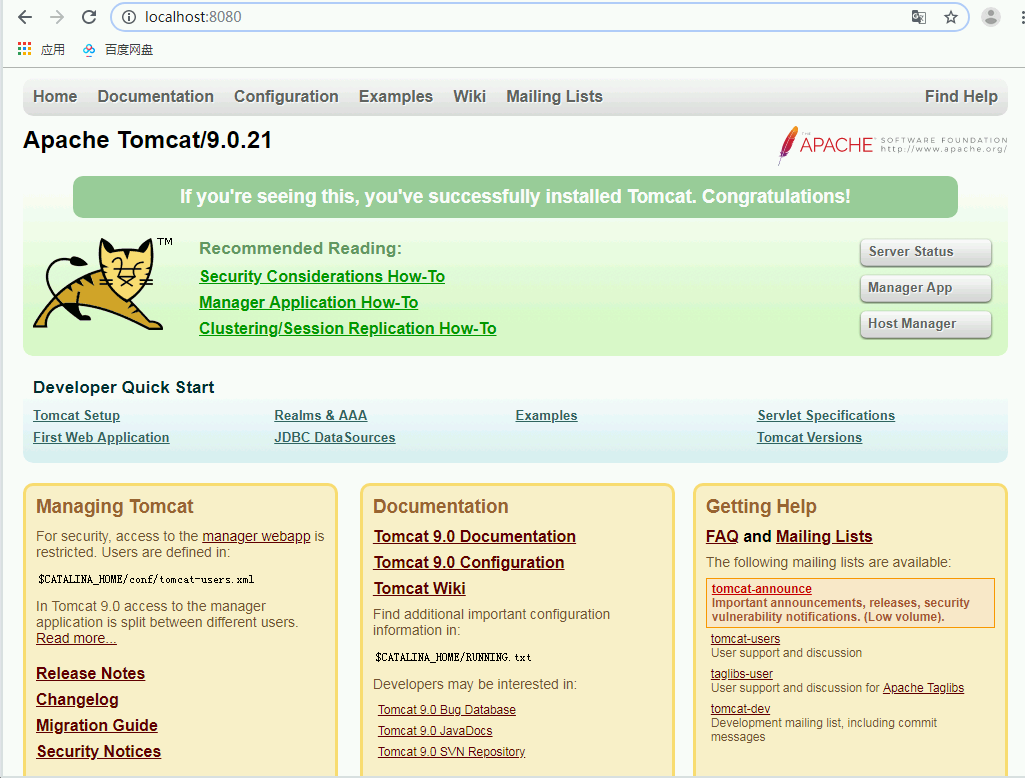 localhost:8080
应用 百度网盘
Home Documentation Configuration Examples Wiki Mailing Lists Find Help
Apache Tomcat/9.0.21
THE
APACHE SOFTWARE FOUNDATION
http://www.apache.org/
If you're seeing this, you've successfully installed Tomcat. Congratulations!
TM
Recommended Reading:
Security Considerations How-To
Manager Application How-To
Clustering/Session Replication How-To
Server Status
Manager App
Host Manager
Developer Quick Start
Tomcat Setup
First Web Application
Realms & AAA
JDBC DataSources
Examples
Servlet Specifications
Tomcat Versions
Managing Tomcat
For security, access to the manager webapp is
restricted. Users are defined in:
$CATALINA_HOME/conf/tomcat-users.xml
In Tomcat 9.0 access to the manager
application is split between different users.
Read more...
Release Notes
Changelog
Migration Guide
Security Notices
Documentation
Tomcat 9.0 Documentation
Tomcat 9.0 Configuration
Tomcat Wiki
Find additional important configuration
information in:
$CATALINA_HOME/RUNNING.txt
Developers may be interested in:
Tomcat 9.0 Bug Database
Tomcat 9.0 JavaDocs
Tomcat 9.0 SVN Repository
Getting Help
FAQ and Mailing Lists
The following mailing lists are available:
tomcat-announce
Important announcements, releases, security
vulnerability notifications. (Low volume).
tomcat-users
User support and discussion
taglibs-user
User support and discussion for Apache Taglibs
tomcat-dev
Development mailing list, including commit
messages